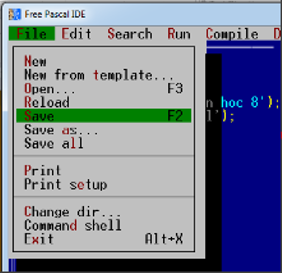 Free Pascal IDE
File Edit Search Run Compile D
New
New from template...
Open... F3
Reload
n hoc 8');
Save F2
l');
Save as...
Save all
Print
Print setup
Change dir...
Command shell
Exit Alt+X